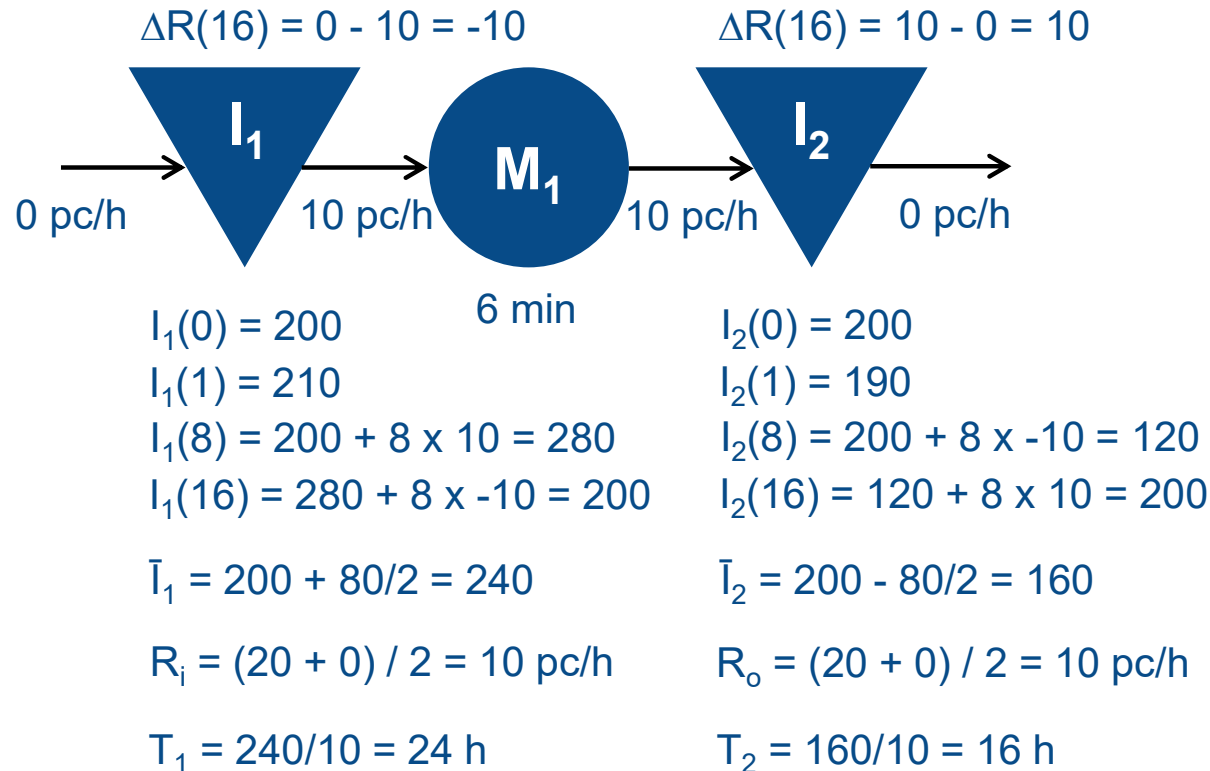 ∆R(16) = 0 - 10 = -10
∆R(16) = 10 - 0 = 10
I₁
M₁
I₂
0 pc/h
10 pc/h
10 pc/h
0 pc/h
6 min
I₁(0) = 200
I₁(1) = 210
I₁(8) = 200 + 8 x 10 = 280
I₁(16) = 280 + 8 x -10 = 200
Ī₁ = 200 + 80/2 = 240
Rᵢ = (20 + 0) / 2 = 10 pc/h
T₁ = 240/10 = 24 h
I₂(0) = 200
I₂(1) = 190
I₂(8) = 200 + 8 x -10 = 120
I₂(16) = 120 + 8 x 10 = 200
Ī₂ = 200 - 80/2 = 160
Rₒ = (20 + 0) / 2 = 10 pc/h
T₂ = 160/10 = 16 h